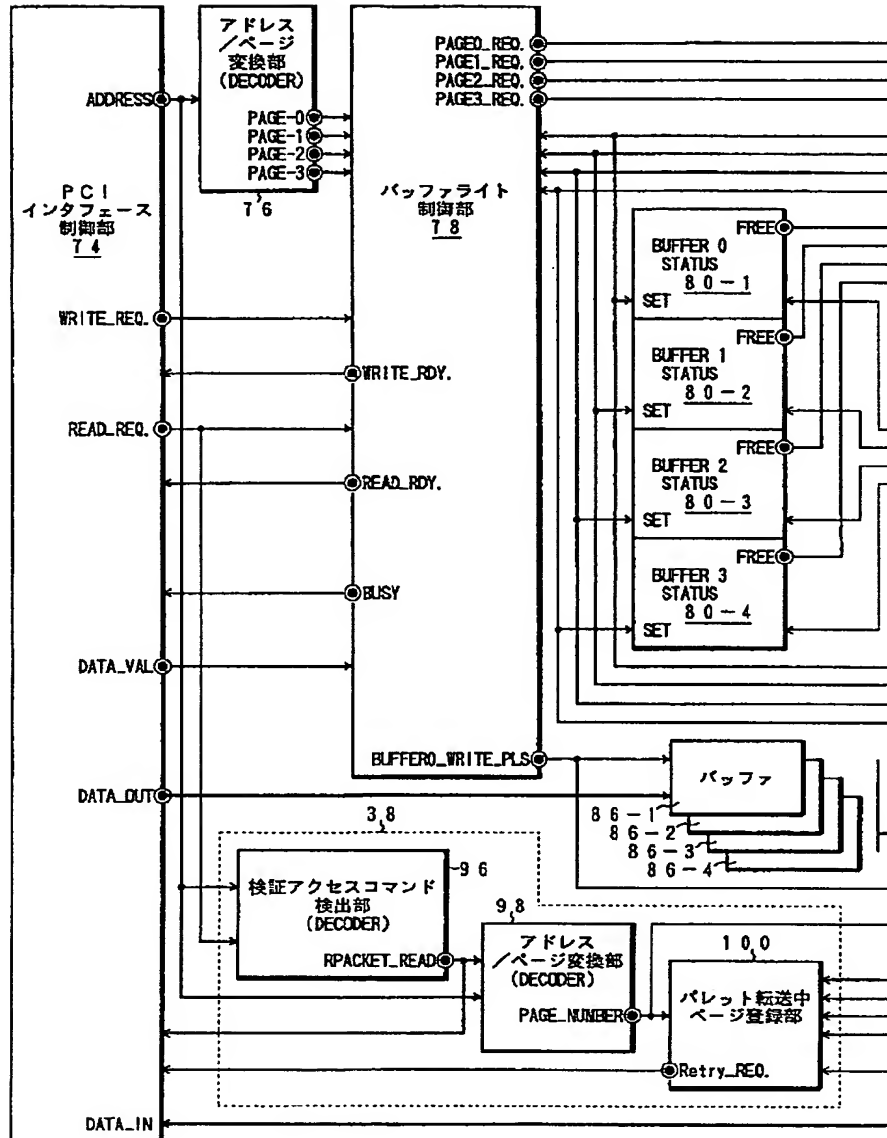 PCI
インタフェース
制御部
74
ADDRESS
WRITE_REQ.
READ_REQ.
DATA_VAL
DATA_OUT
DATA_IN
アドレス
/ページ
変換部
(DECODER)
PAGE-0
PAGE-1
PAGE-2
PAGE-3
76
バッファライト
制御部
78
PAGE0_REQ.
PAGE1_REQ.
PAGE2_REQ.
PAGE3_REQ.
WRITE_RDY.
READ_RDY.
BUSY
BUFFER0_WRITE_PLS
FREE
BUFFER 0
STATUS
80-1
SET
FREE
BUFFER 1
STATUS
80-2
SET
FREE
BUFFER 2
STATUS
80-3
SET
FREE
BUFFER 3
STATUS
80-4
SET
バッファ
86-1
86-2
86-3
86-4
38
検証アクセスコマンド
検出部
(DECODER)
RPACKET_READ
96
98
アドレス
/ページ変換部
(DECODER)
PAGE_NUMBER
100
パレット転送中
ページ登録部
Retry_REQ.